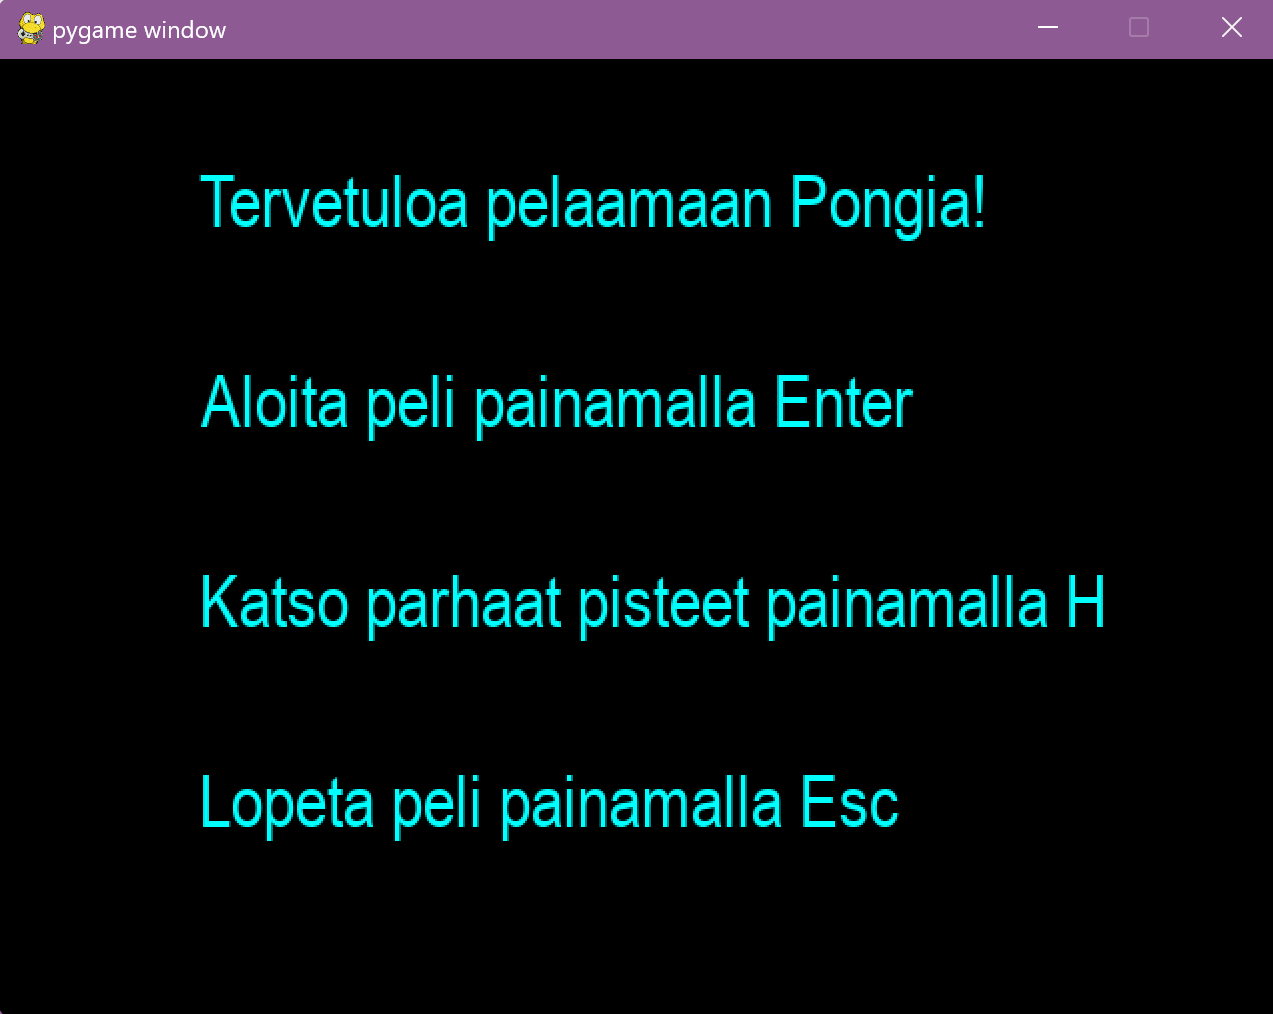 pygame window
Tervetuloa pelaamaan Pongia!
Aloita peli painamalla Enter
Katso parhaat pisteet painamalla H
Lopeta peli painamalla Esc